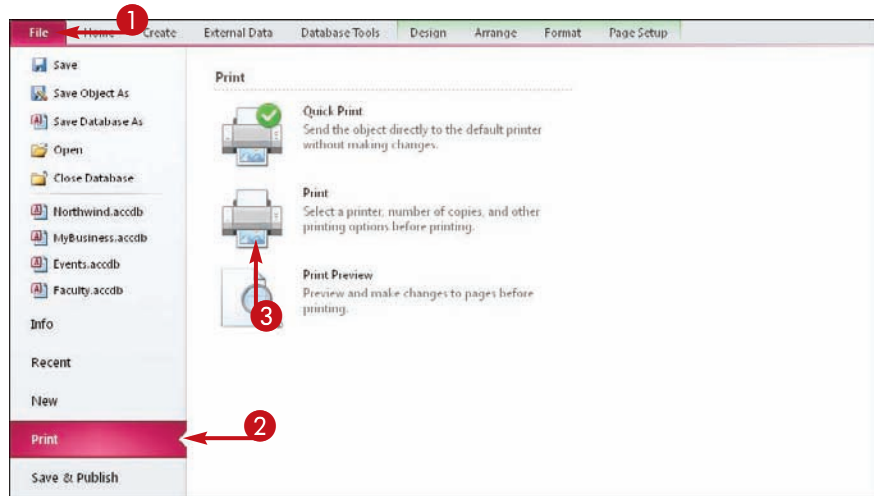 1
File Home Create External Data Database Tools Design Arrange Format Page Setup
Save
Save Object As
Save Database As
Open
Close Database
Northwind.accdb
MyBusiness.accdb
Events.accdb
Faculty.accdb
Info
Recent
New
Print
2
Save & Publish
Print
Quick Print
Send the object directly to the default printer
without making changes.
Print
Select a printer, number of copies, and other
printing options before printing.
3
Print Preview
Preview and make changes to pages before
printing.